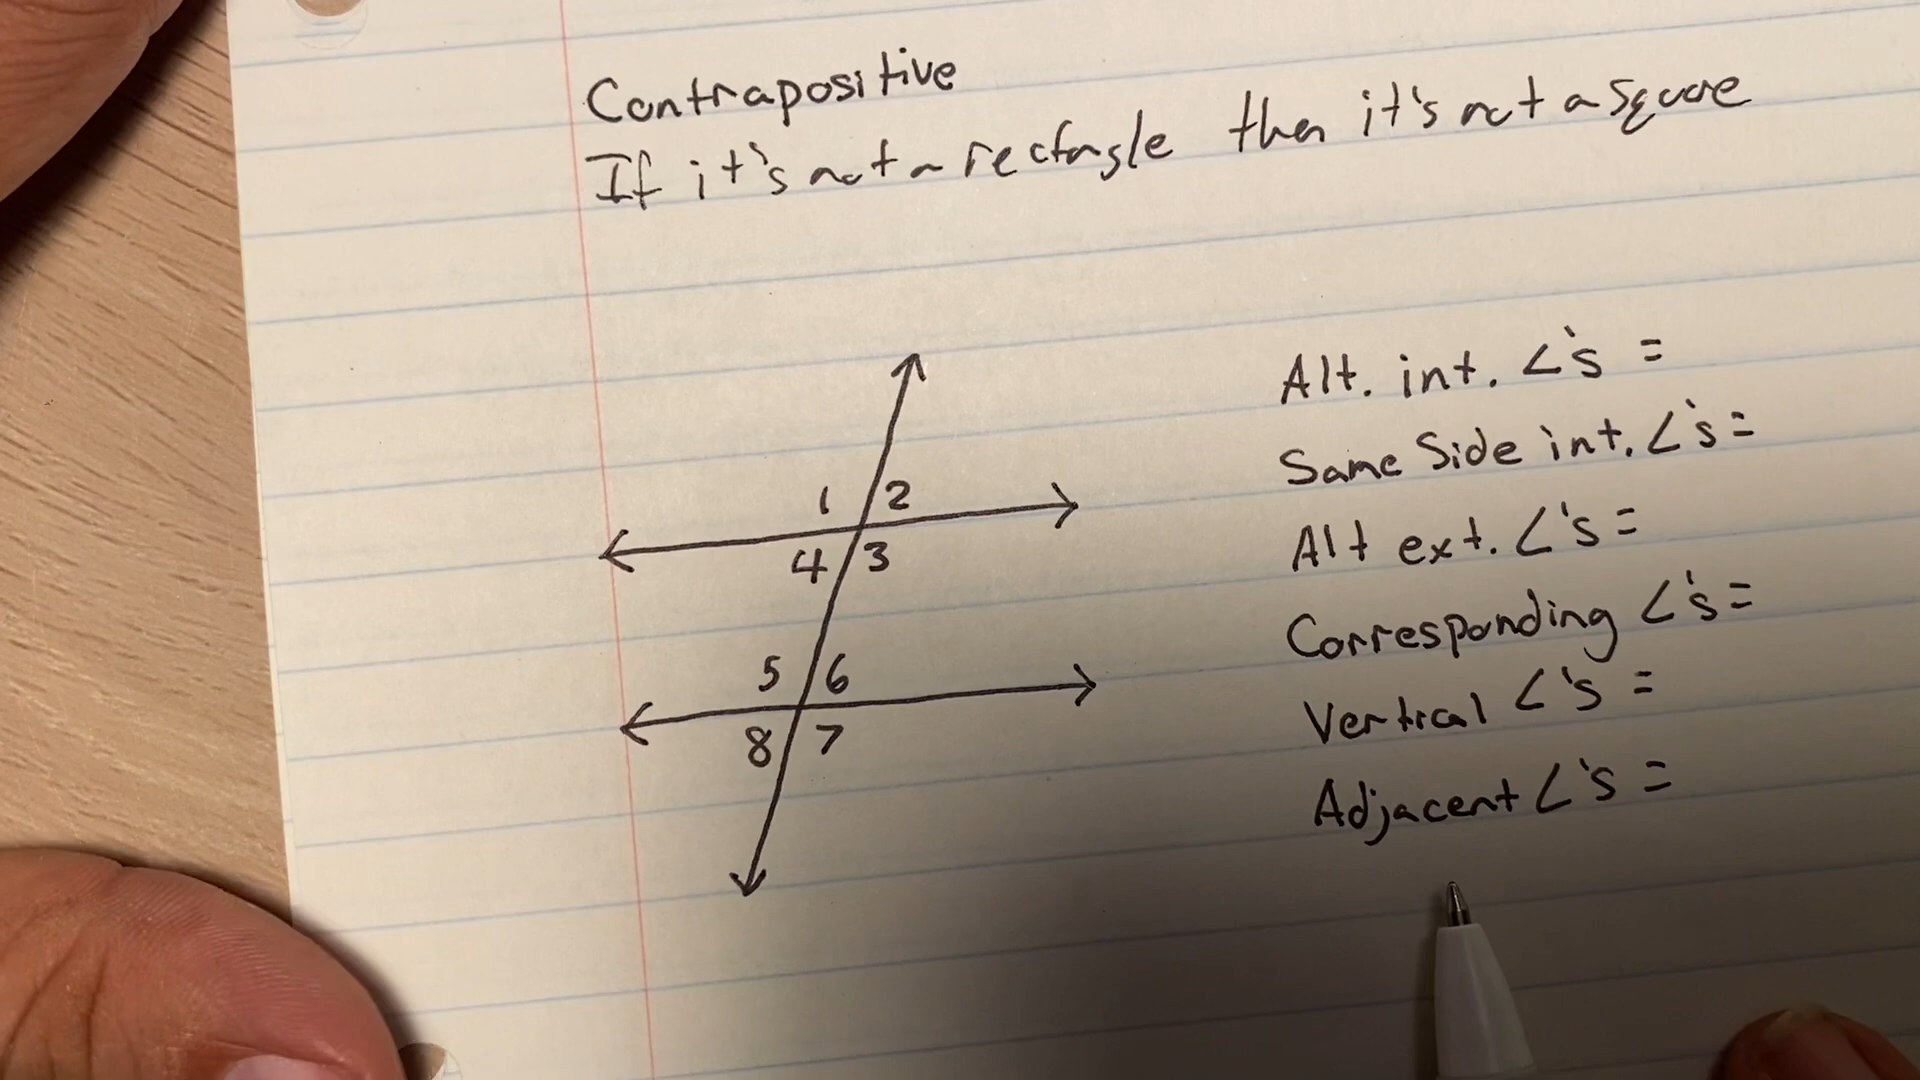 Contrapositive
If it's not a rectangle then it's not a square
Alt. int. ∠'s =
Same Side int. ∠'s =
Alt ext. ∠'s =
Corresponding ∠'s =
Vertical ∠'s =
Adjacent ∠'s =
1 2
4 3
5 6
8 7